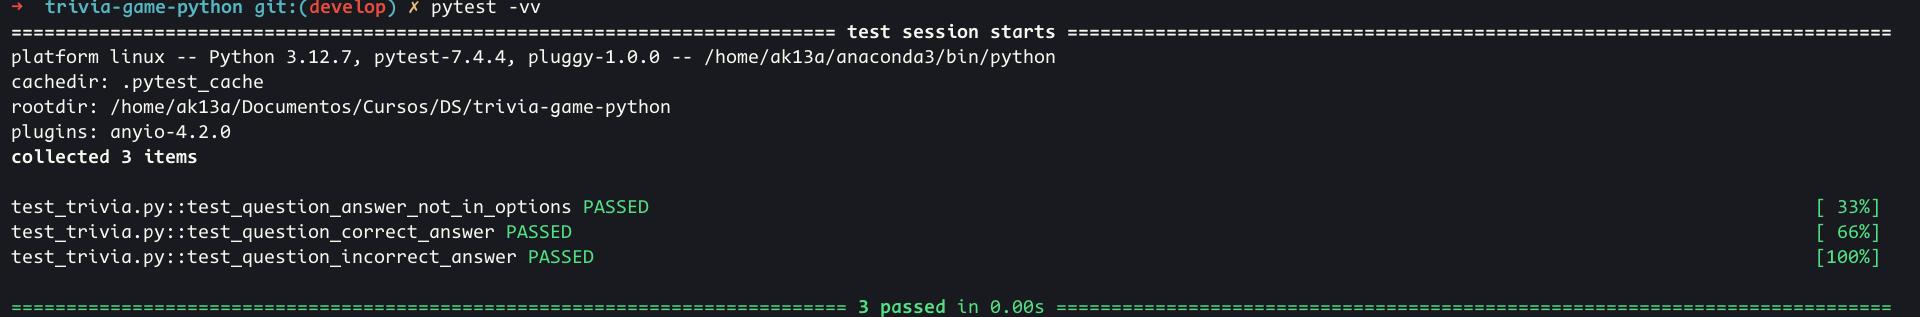 → trivia-game-python git:(develop) ✗ pytest -vv
=========================================================================== test session starts ===========================================================================
platform linux -- Python 3.12.7, pytest-7.4.4, pluggy-1.0.0 -- /home/ak13a/anaconda3/bin/python
cachedir: .pytest_cache
rootdir: /home/ak13a/Documentos/Cursos/DS/trivia-game-python
plugins: anyio-4.2.0
collected 3 items
test_trivia.py::test_question_answer_not_in_options PASSED [ 33%]
test_trivia.py::test_question_correct_answer PASSED [ 66%]
test_trivia.py::test_question_incorrect_answer PASSED [100%]
============================================================================ 3 passed in 0.00s ============================================================================